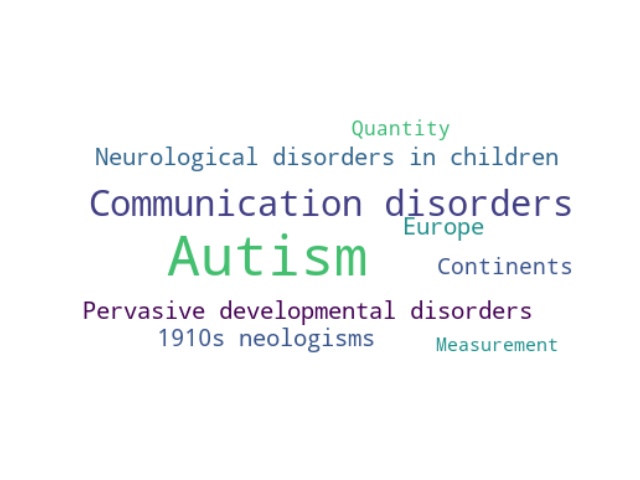 Quantity
Neurological disorders in children
Communication disorders
Europe
Autism
Continents
Pervasive developmental disorders
1910s neologisms
Measurement